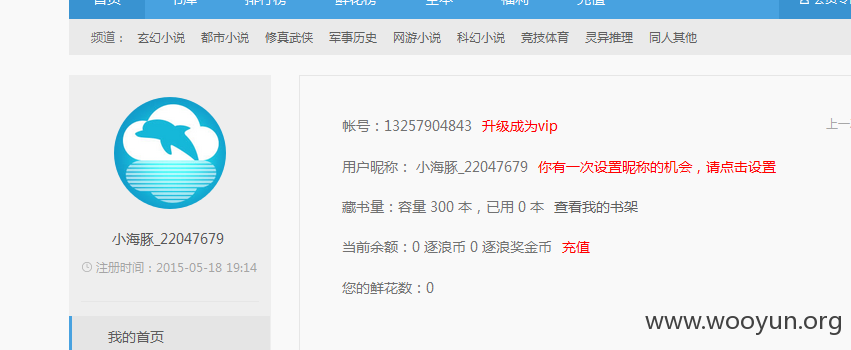 首页 书库 排行榜 鲜花榜 全本 福利 充值
频道： 玄幻小说 都市小说 修真武侠 军事历史 网游小说 科幻小说 竞技体育 灵异推理 同人其他
小海豚_22047679
注册时间：2015-05-18 19:14
我的首页
帐号：13257904843 升级成为vip
上一
用户昵称： 小海豚_22047679 你有一次设置昵称的机会，请点击设置
藏书量：容量 300 本，已用 0 本 查看我的书架
当前余额：0 逐浪币 0 逐浪奖金币 充值
您的鲜花数：0
www.wooyun.org